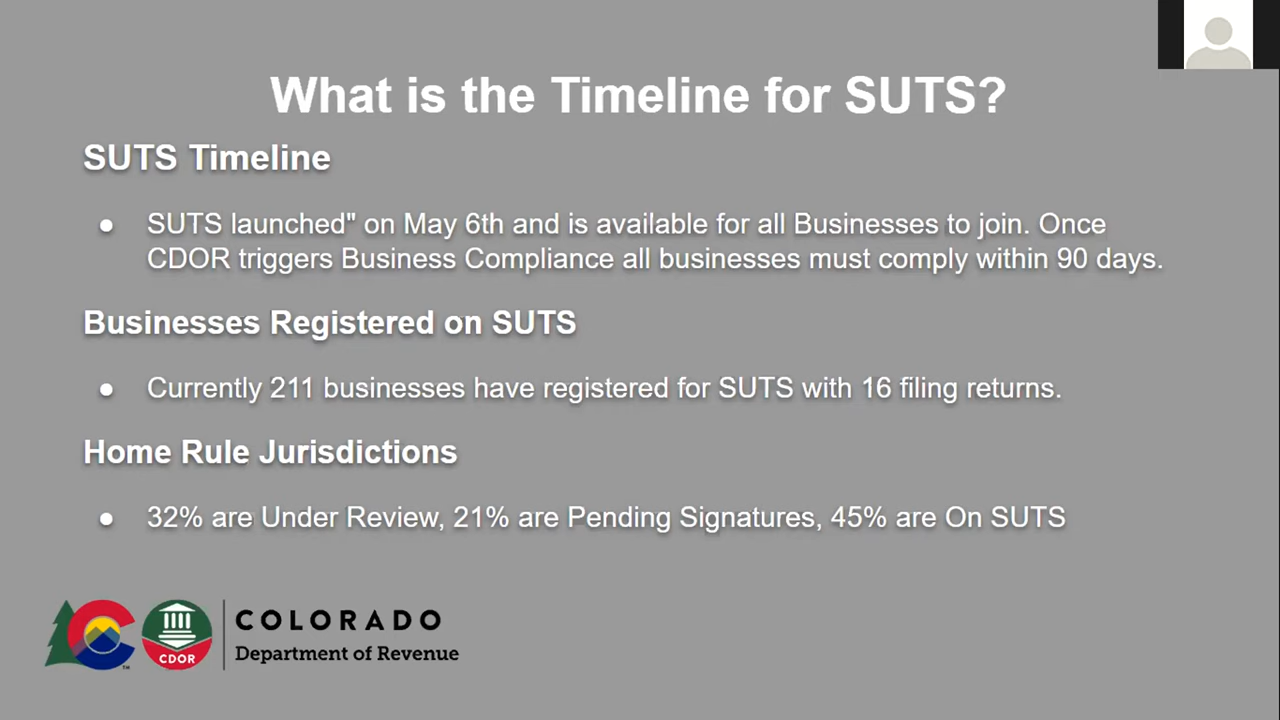 What is the Timeline for SUTS?
SUTS Timeline
● SUTS launched" on May 6th and is available for all Businesses to join. Once
CDOR triggers Business Compliance all businesses must comply within 90 days.
Businesses Registered on SUTS
● Currently 211 businesses have registered for SUTS with 16 filing returns.
Home Rule Jurisdictions
● 32% are Under Review, 21% are Pending Signatures, 45% are On SUTS
COLORADO
Department of Revenue
CDOR
TM